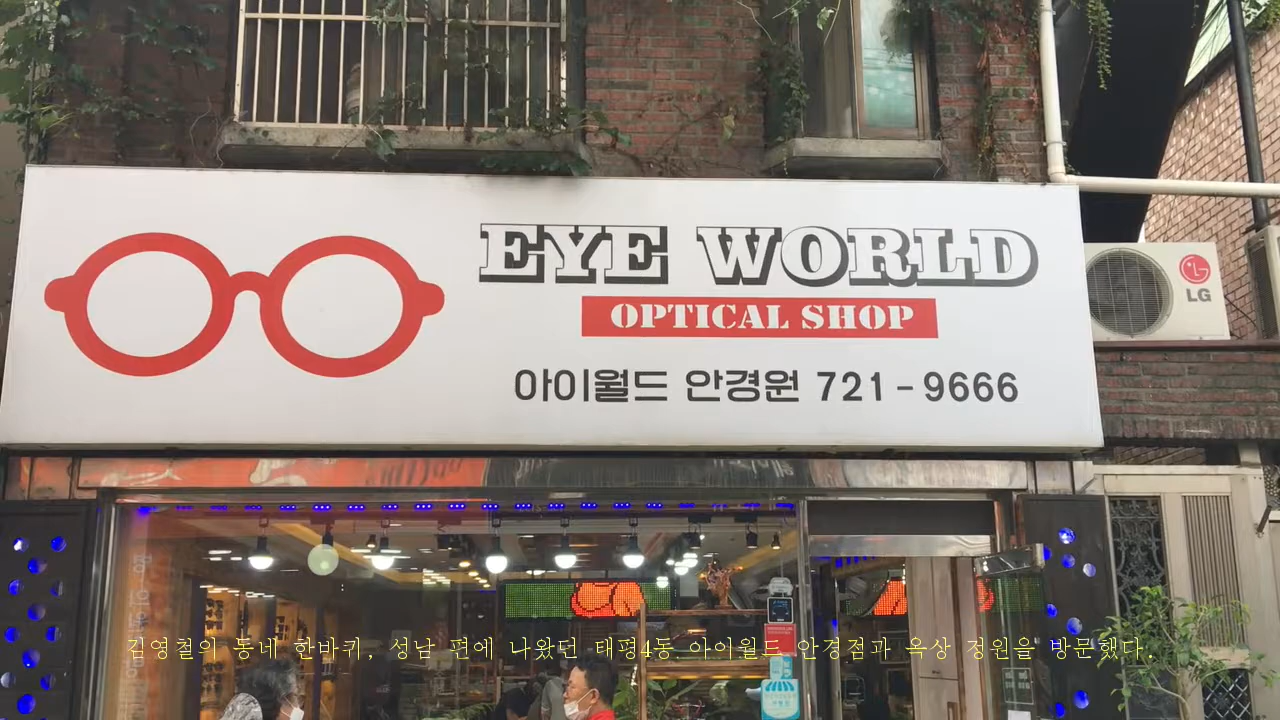 EYE WORLD
OPTICAL SHOP
아이월드 안경원 721-9666
LG
김영철의 동네 한바퀴, 성남 편에 나왔던 태평4동 아이월드 안경점과 옥상 정원을 방문했다.